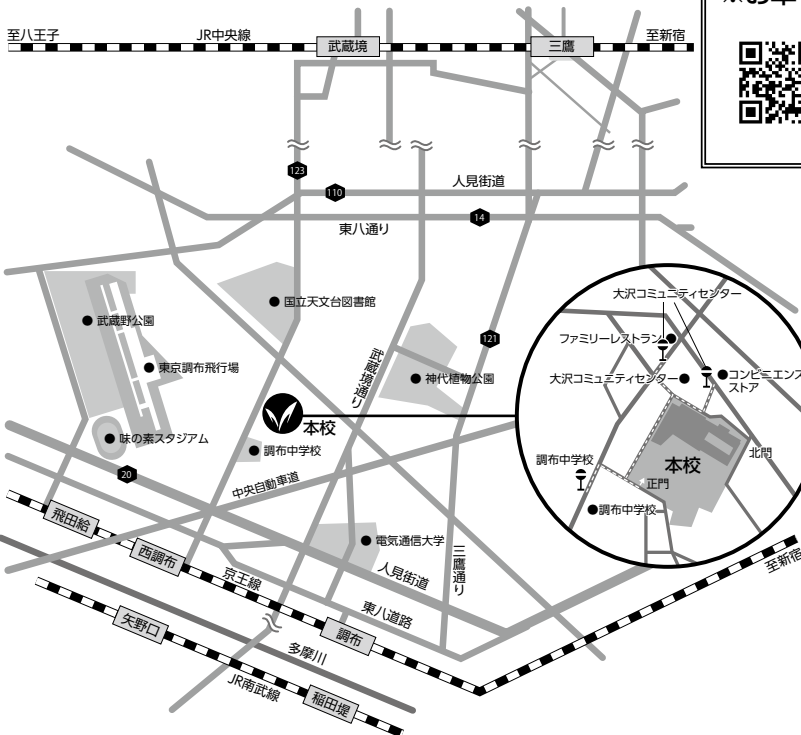 至八王子
JR中央線
武蔵境
三鷹
至新宿
123
110
人見街道
14
東八通り
国立天文台図書館
武蔵野公園
東京調布飛行場
武蔵境通り
121
神代植物公園
本校
味の素スタジアム
調布中学校
20
中央自動車道
飛田給
西調布
電気通信大学
三鷹通り
京王線
人見街道
東八道路
調布
矢野口
多摩川
JR南武線
稲田堤
至新宿
大沢コミュニティセンター
ファミリーレストラン
大沢コミュニティセンター
コンビニエンス
ストア
本校
北門
正門
調布中学校
調布中学校